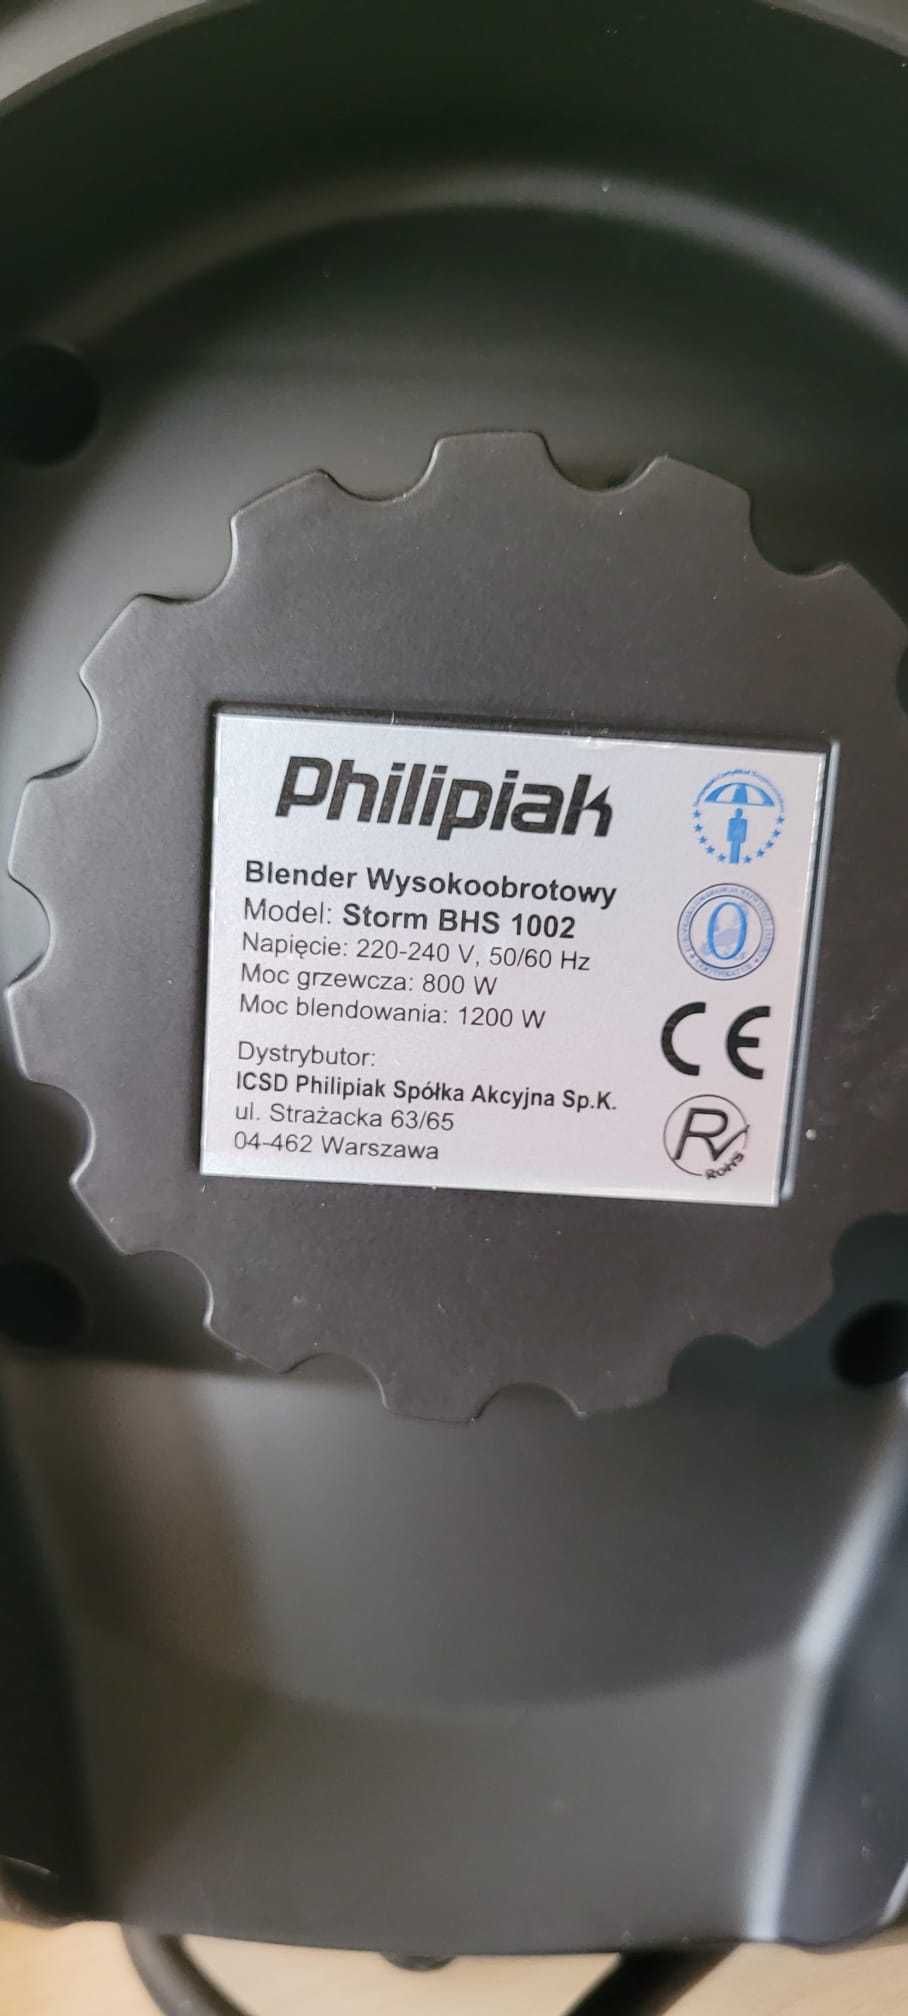 Philipiak
Blender Wysokoobrotowy
Model: Storm BHS 1002
Napięcie: 220-240 V, 50/60 Hz
Moc grzewcza: 800 W
Moc blendowania: 1200 W
Dystrybutor:
ICSD Philipiak Spółka Akcyjna Sp.K.
ul. Strażacka 63/65
04-462 Warszawa
0
CE
R
RoHS